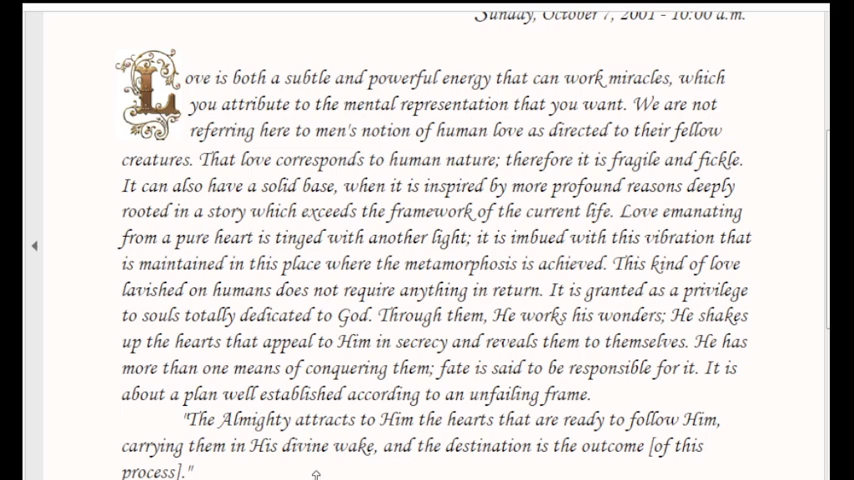 Sunday, October 7, 2001 - 10:00 a.m.
Love is both a subtle and powerful energy that can work miracles, which
you attribute to the mental representation that you want. We are not
referring here to men's notion of human love as directed to their fellow
creatures. That love corresponds to human nature; therefore it is fragile and fickle.
It can also have a solid base, when it is inspired by more profound reasons deeply
rooted in a story which exceeds the framework of the current life. Love emanating
from a pure heart is tinged with another light; it is imbued with this vibration that
is maintained in this place where the metamorphosis is achieved. This kind of love
lavished on humans does not require anything in return. It is granted as a privilege
to souls totally dedicated to God. Through them, He works his wonders; He shakes
up the hearts that appeal to Him in secrecy and reveals them to themselves. He has
more than one means of conquering them; fate is said to be responsible for it. It is
about a plan well established according to an unfailing frame.
"The Almighty attracts to Him the hearts that are ready to follow Him,
carrying them in His divine wake, and the destination is the outcome [of this
process]."